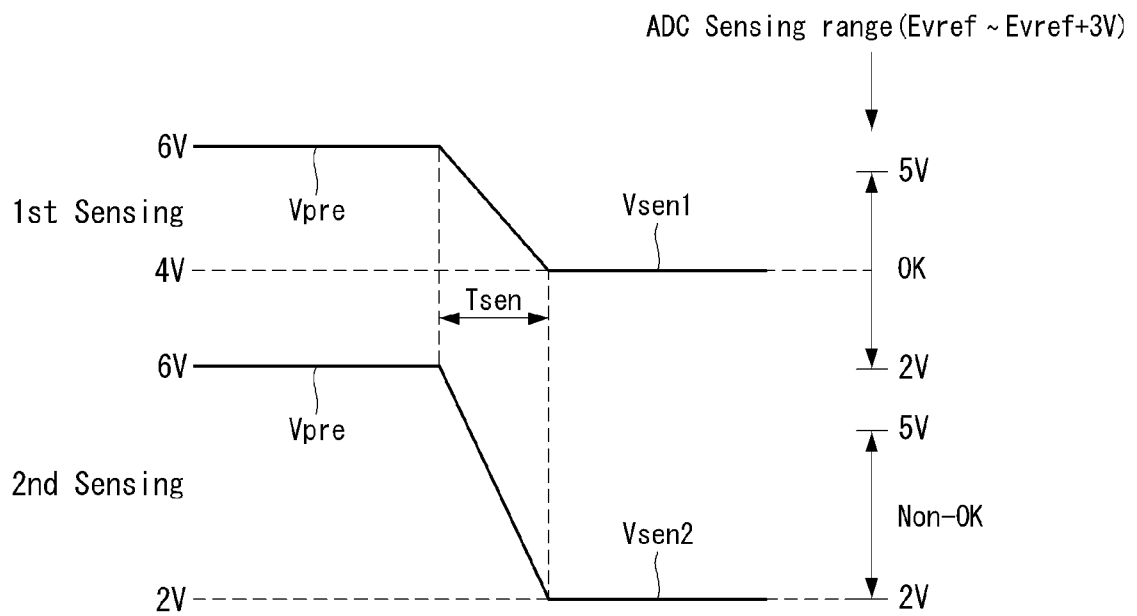 ADC Sensing range(Evref ~ Evref+3V)
6V
5V
Vpre
Vsen1
1st Sensing
4V
OK
Tsen
6V
2V
Vpre
5V
2nd Sensing
Non-OK
Vsen2
2V
2V